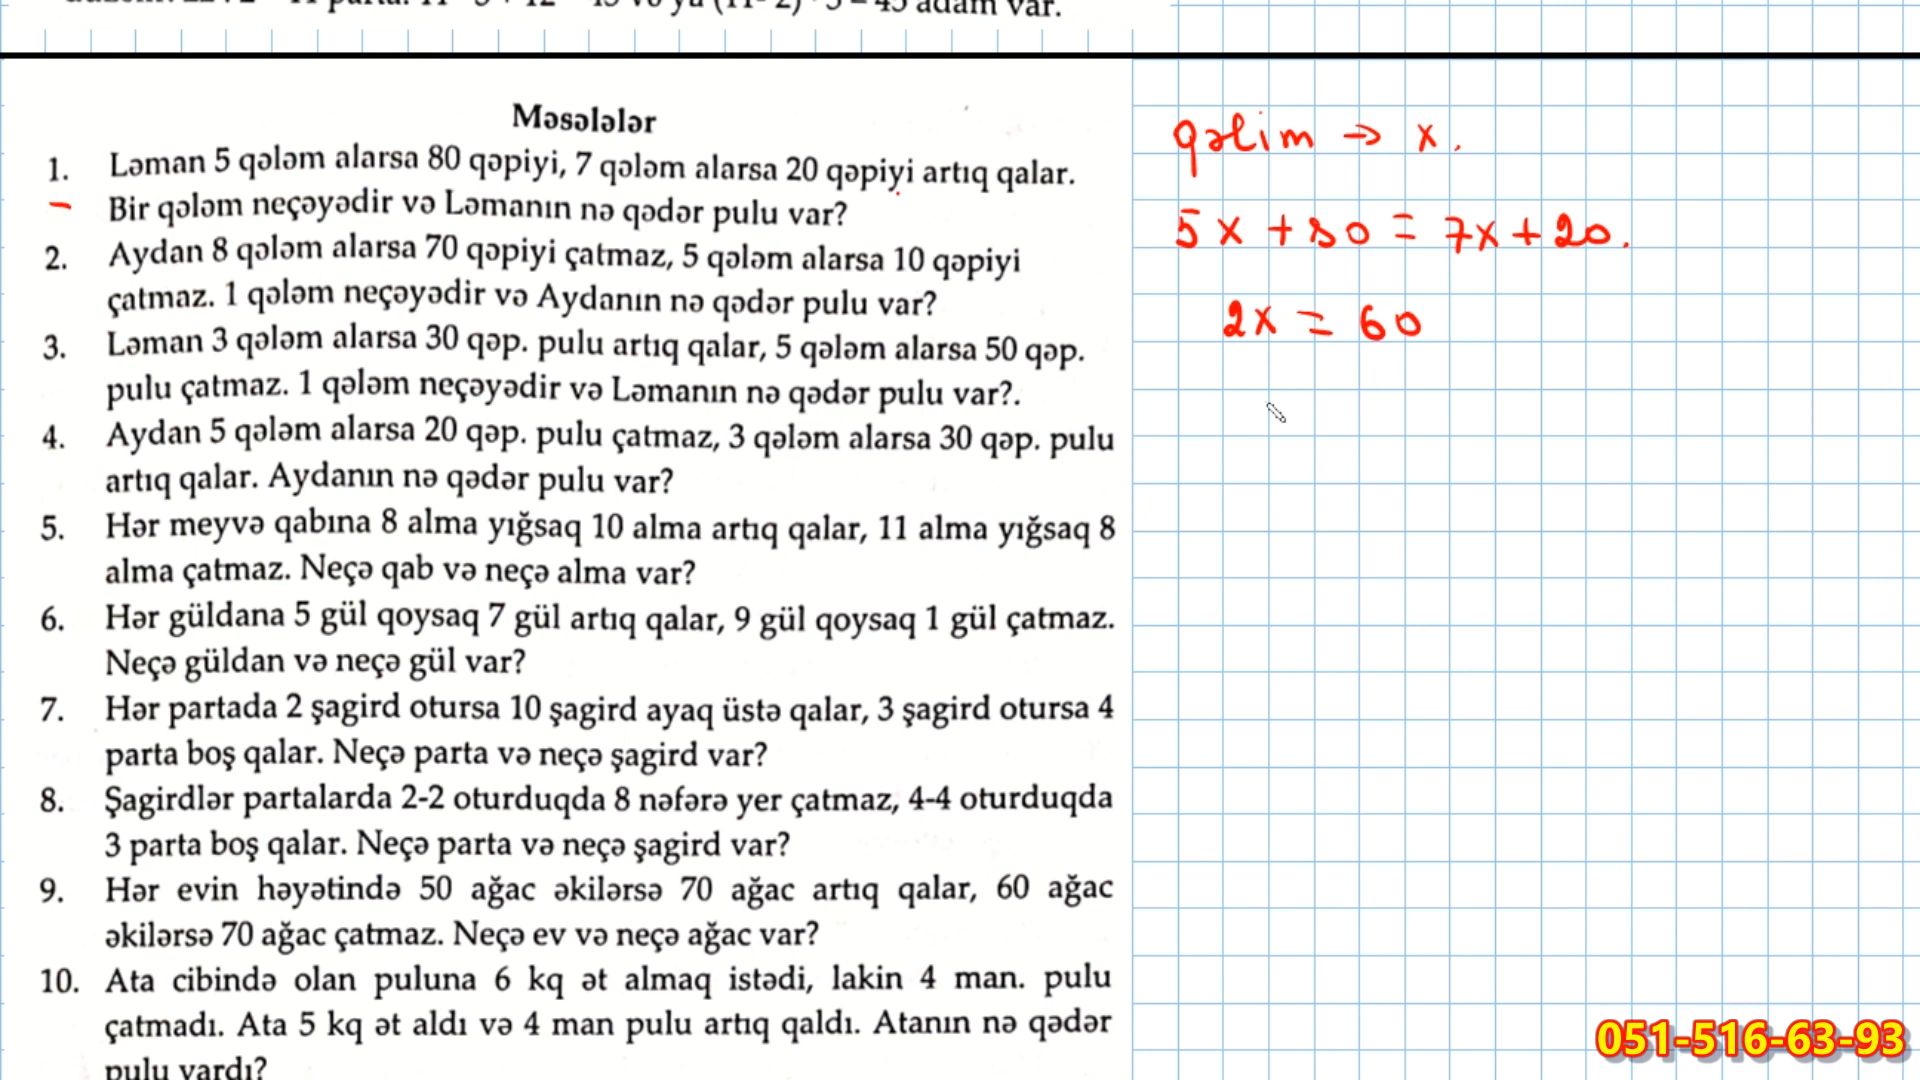 11 · 3 + 12 = 45 və ya (11 - 2) · 5 = 45 adam var.
Məsələlər
1. Ləman 5 qələm alarsa 80 qəpiyi, 7 qələm alarsa 20 qəpiyi artıq qalar.
Bir qələm neçəyədir və Ləmanın nə qədər pulu var?
2. Aydan 8 qələm alarsa 70 qəpiyi çatmaz, 5 qələm alarsa 10 qəpiyi
çatmaz. 1 qələm neçəyədir və Aydanın nə qədər pulu var?
3. Ləman 3 qələm alarsa 30 qəp. pulu artıq qalar, 5 qələm alarsa 50 qəp.
pulu çatmaz. 1 qələm neçəyədir və Ləmanın nə qədər pulu var?.
4. Aydan 5 qələm alarsa 20 qəp. pulu çatmaz, 3 qələm alarsa 30 qəp. pulu
artıq qalar. Aydanın nə qədər pulu var?
5. Hər meyvə qabına 8 alma yığsaq 10 alma artıq qalar, 11 alma yığsaq 8
alma çatmaz. Neçə qab və neçə alma var?
6. Hər güldana 5 gül qoysaq 7 gül artıq qalar, 9 gül qoysaq 1 gül çatmaz.
Neçə güldan və neçə gül var?
7. Hər partada 2 şagird otursa 10 şagird ayaq üstə qalar, 3 şagird otursa 4
parta boş qalar. Neçə parta və neçə şagird var?
8. Şagirdlər partalarda 2-2 oturduqda 8 nəfərə yer çatmaz, 4-4 oturduqda
3 parta boş qalar. Neçə parta və neçə şagird var?
9. Hər evin həyətində 50 ağac əkilərsə 70 ağac artıq qalar, 60 ağac
əkilərsə 70 ağac çatmaz. Neçə ev və neçə ağac var?
10. Ata cibində olan puluna 6 kq ət almaq istədi, lakin 4 man. pulu
çatmadı. Ata 5 kq ət aldı və 4 man pulu artıq qaldı. Atanın nə qədər
pulu vardı?
qəlim → x.
5x + 80 = 7x + 20.
2x = 60
051-516-63-93